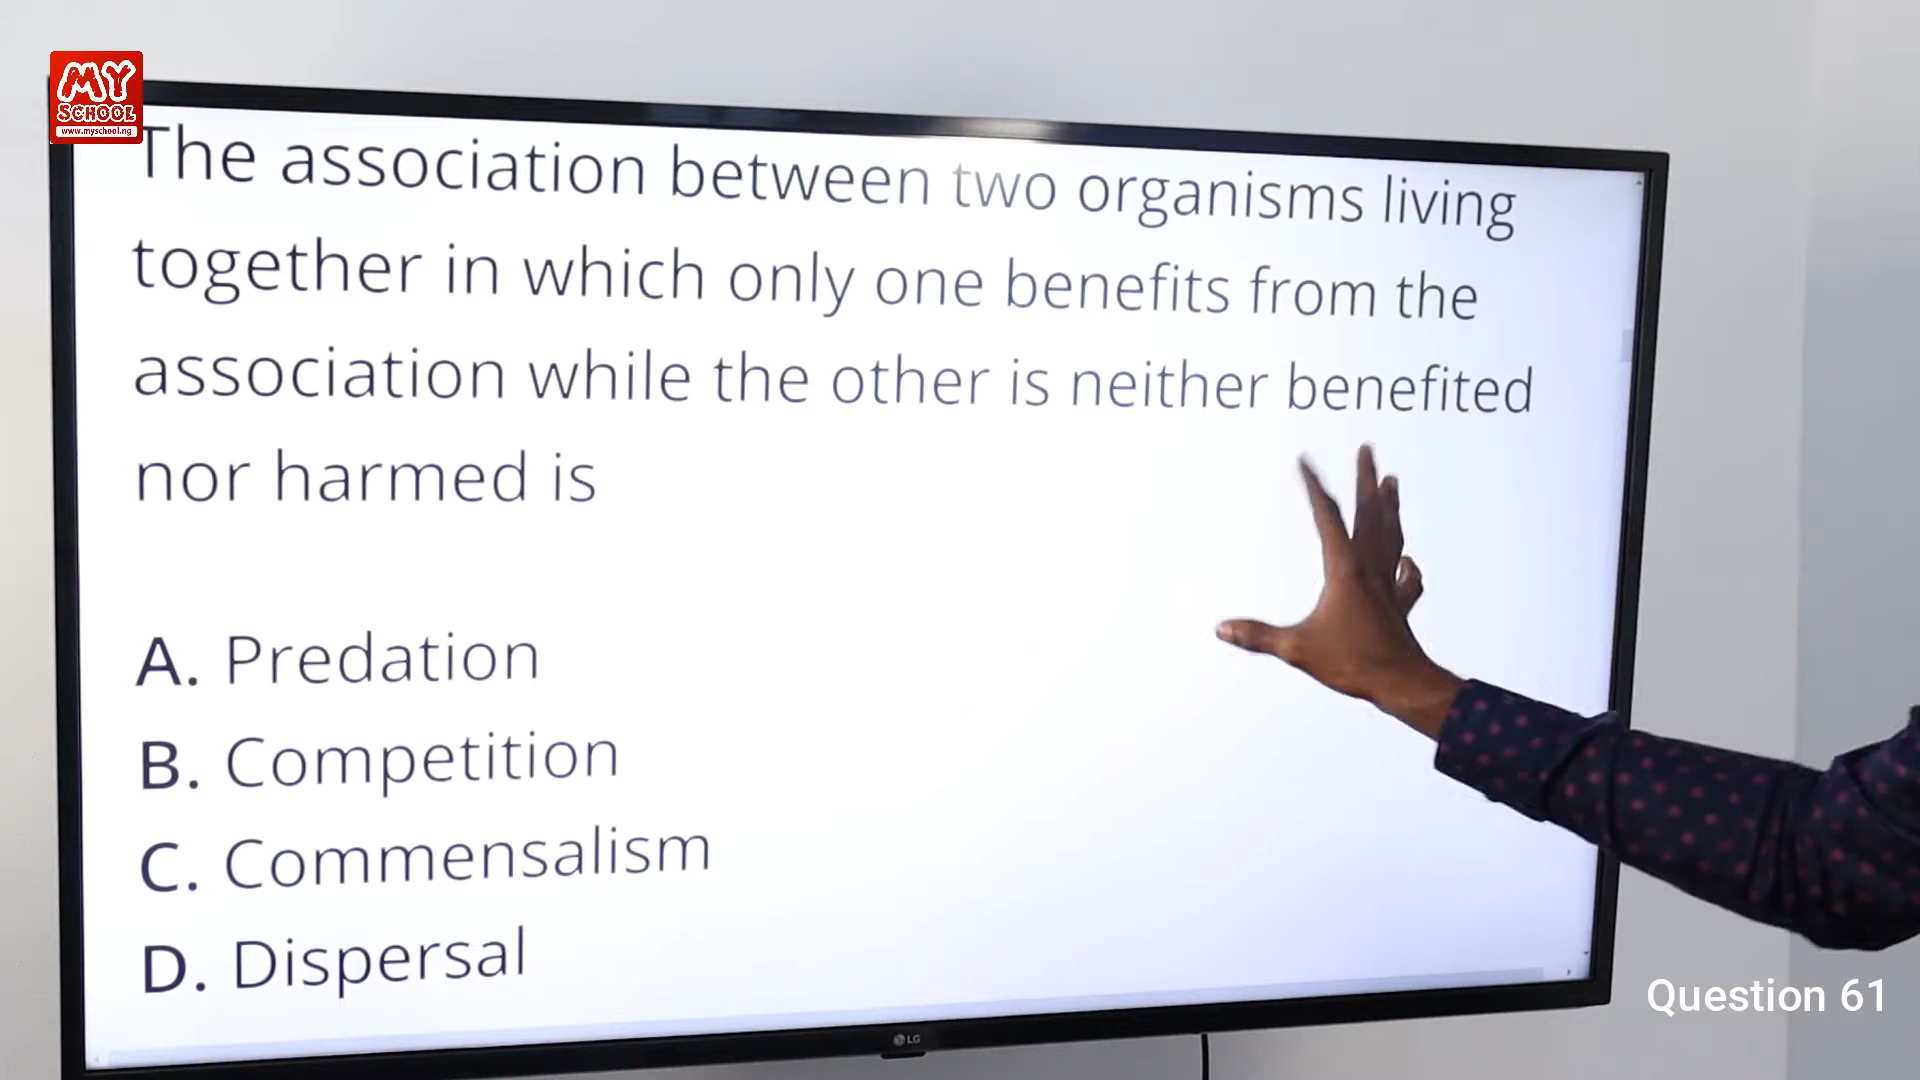 MY
SCHOOL
www.myschool.ng
The association between two organisms living
together in which only one benefits from the
association while the other is neither benefited
nor harmed is
A. Predation
B. Competition
C. Commensalism
D. Dispersal
LG
Question 61